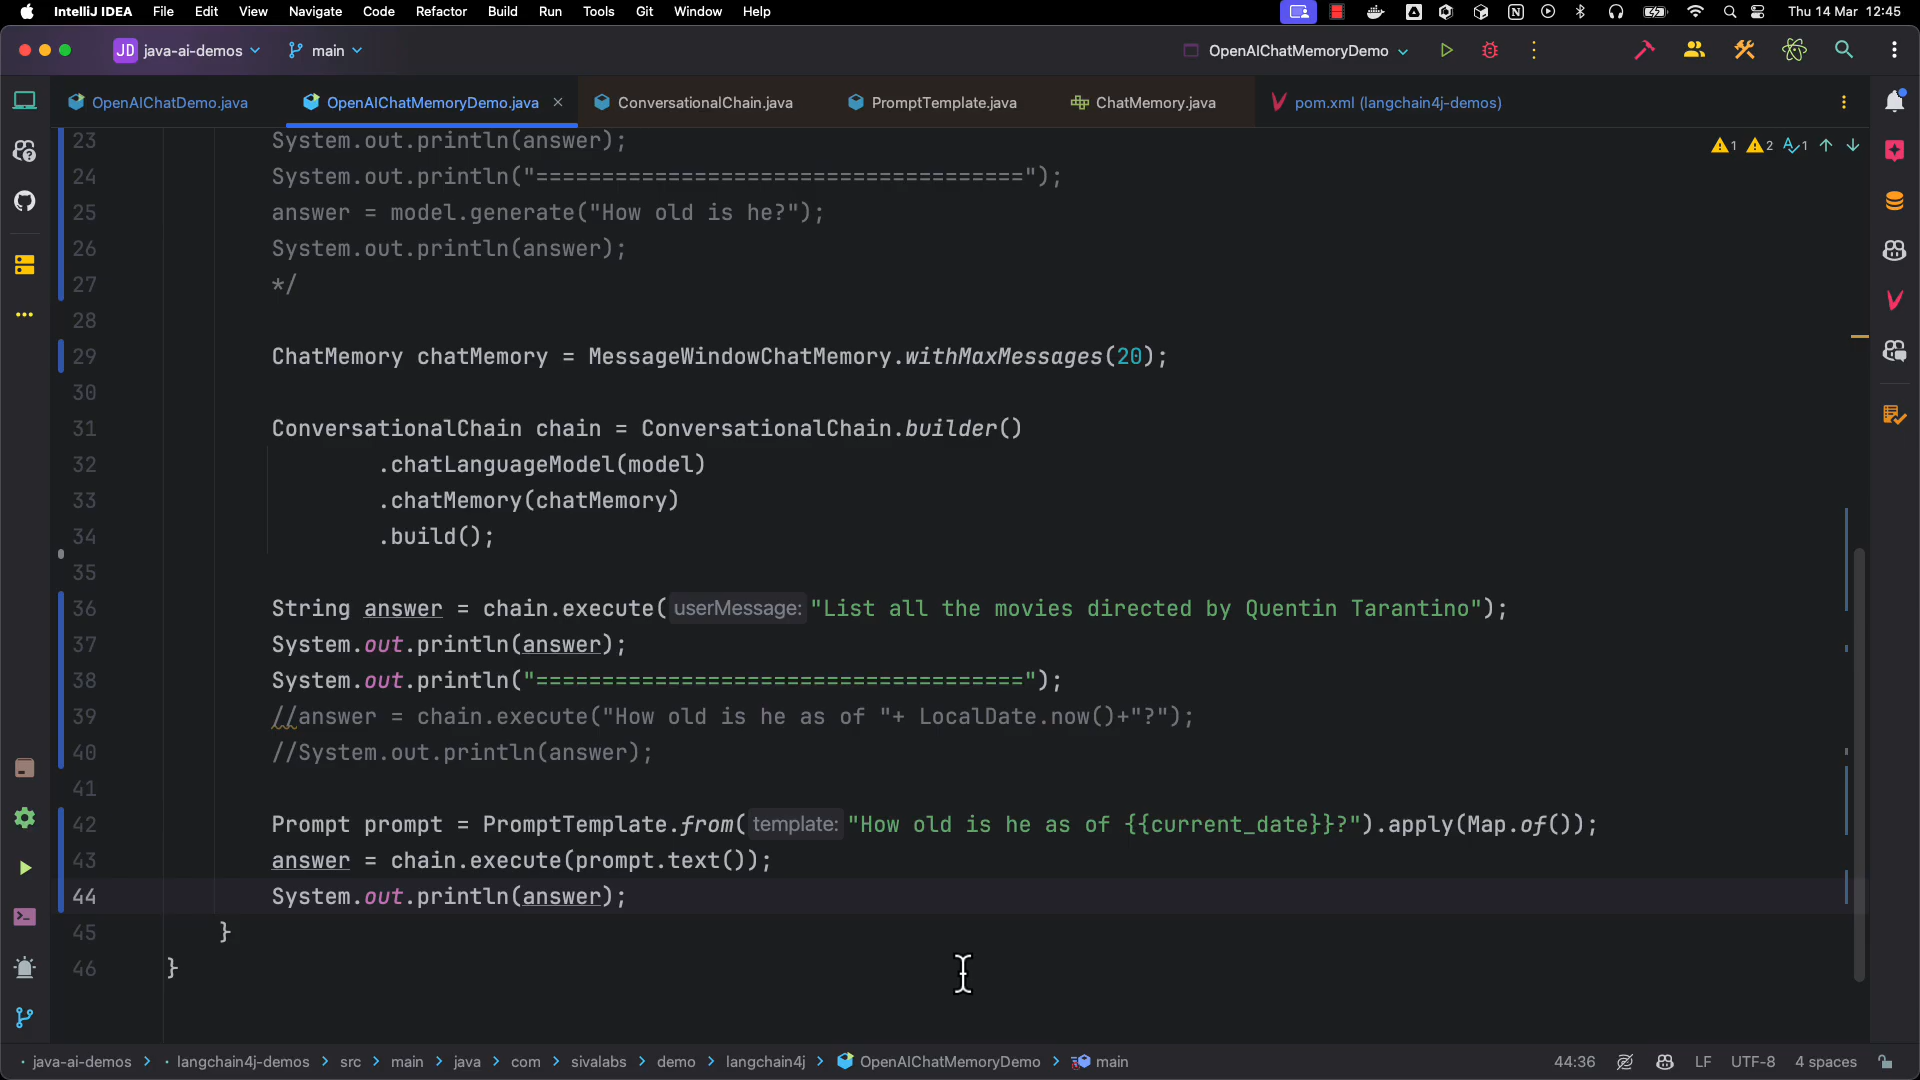 IntelliJ IDEA File Edit View Navigate Code Refactor Build Run Tools Git Window Help Thu 14 Mar 12:45
JD java-ai-demos main OpenAIChatMemoryDemo
OpenAIChatDemo.java OpenAIChatMemoryDemo.java ConversationalChain.java PromptTemplate.java ChatMemory.java pom.xml (langchain4j-demos)
1 2 1
23 System.out.println(answer);
24 System.out.println("=====================================");
25 answer = model.generate("How old is he?");
26 System.out.println(answer);
27 */
28
29 ChatMemory chatMemory = MessageWindowChatMemory.withMaxMessages(20);
30
31 ConversationalChain chain = ConversationalChain.builder()
32 .chatLanguageModel(model)
33 .chatMemory(chatMemory)
34 .build();
35
36 String answer = chain.execute( userMessage: "List all the movies directed by Quentin Tarantino");
37 System.out.println(answer);
38 System.out.println("=====================================");
39 //answer = chain.execute("How old is he as of "+ LocalDate.now()+"?");
40 //System.out.println(answer);
41
42 Prompt prompt = PromptTemplate.from( template: "How old is he as of {{current_date}}?").apply(Map.of());
43 answer = chain.execute(prompt.text());
44 System.out.println(answer);
45 }
46 }
java-ai-demos langchain4j-demos src main java com sivalabs demo langchain4j OpenAIChatMemoryDemo main 44:36 LF UTF-8 4 spaces